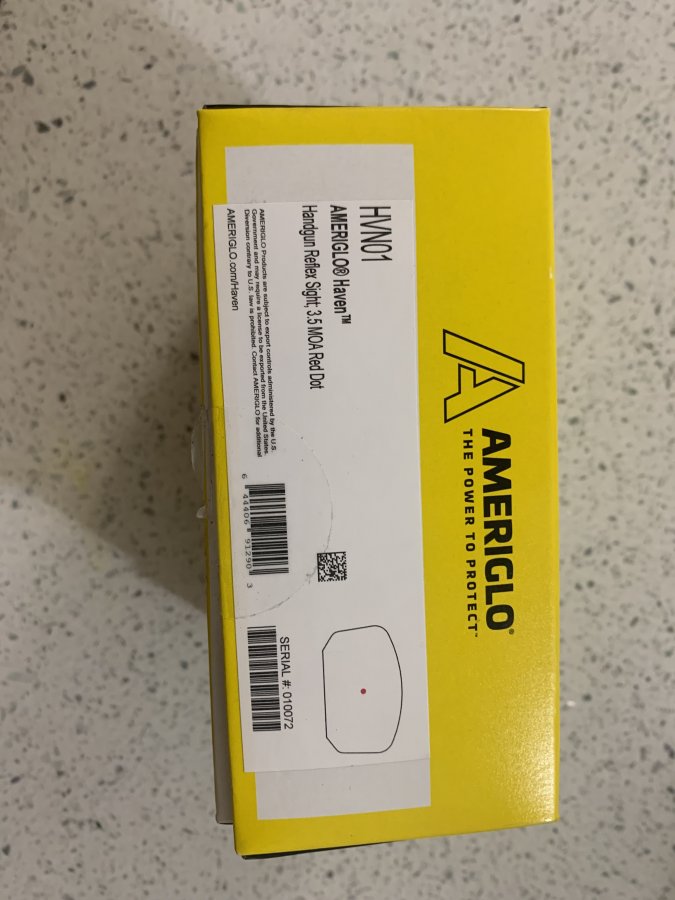 AMERIGLO®
THE POWER TO PROTECT™
HVN01
AMERIGLO® Haven™
Handgun Reflex Sight, 3.5 MOA Red Dot
AMERIGLO Products are subject to export controls administered by the U.S.
Government and may require a license to be exported from the United States.
Diversion contrary to U.S. law is prohibited. Contact AMERIGLO for additional
AMERIGLO.com/Haven
6 44406 91290 3
SERIAL #: 010072